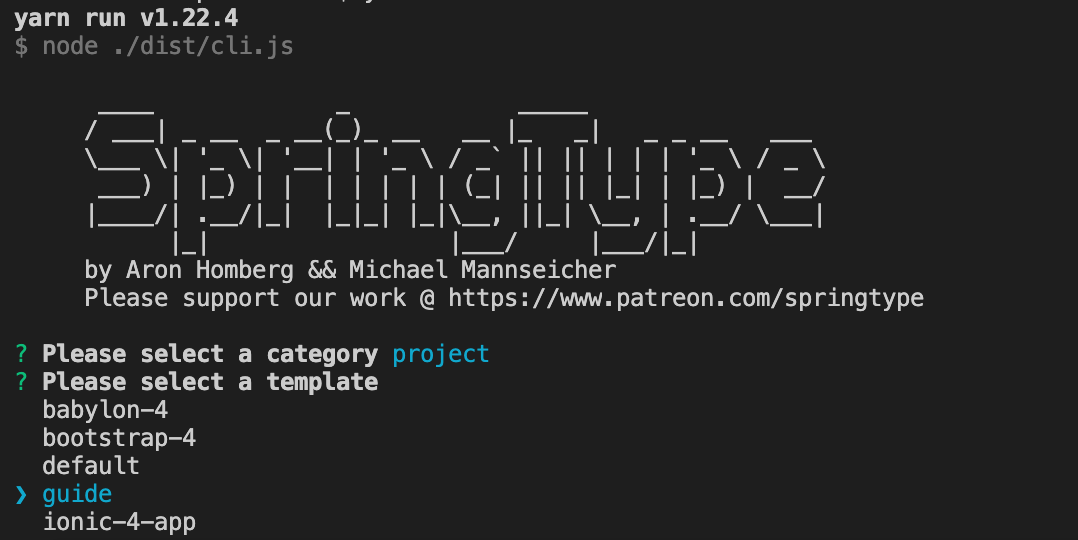 yarn run v1.22.4
$ node ./dist/cli.js
SpringType
by Aron Homberg && Michael Mannseicher
Please support our work @ https://www.patreon.com/springtype
? Please select a category project
? Please select a template
babylon-4
bootstrap-4
default
❯ guide
ionic-4-app